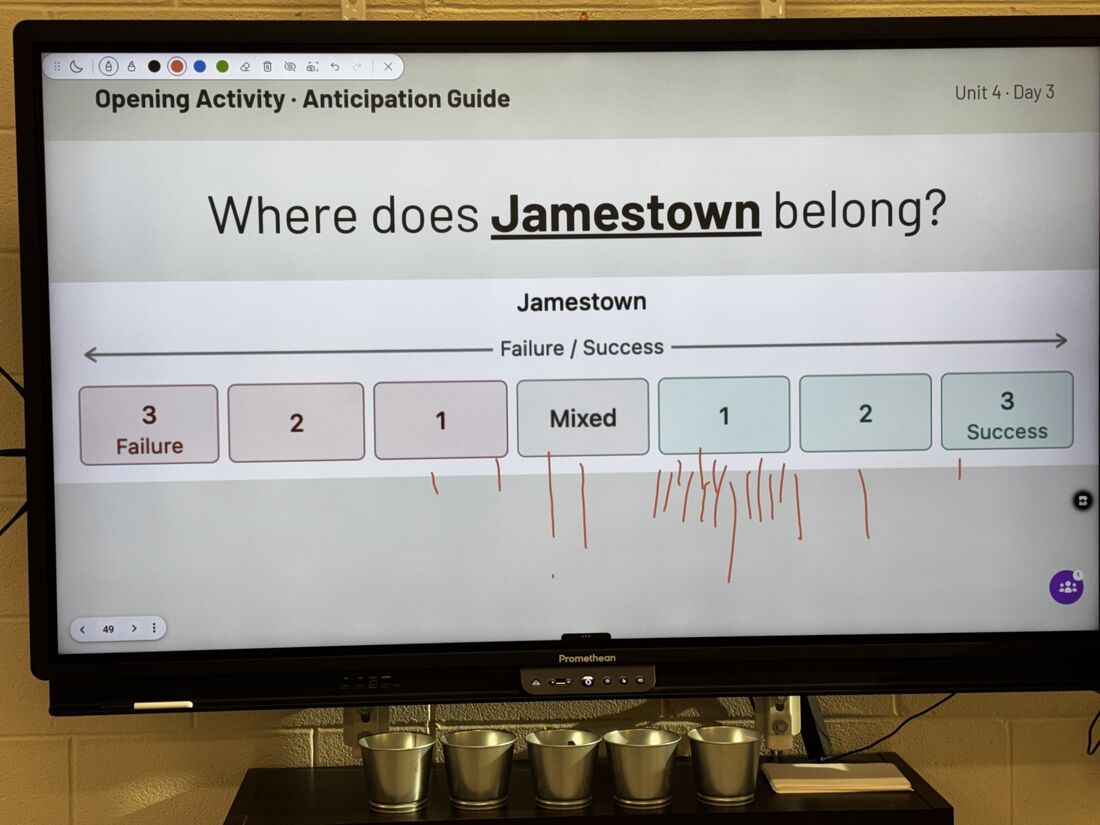 Opening Activity · Anticipation Guide
Unit 4 · Day 3
Where does Jamestown belong?
Jamestown
Failure / Success
3
Failure
2
1
Mixed
1
2
3
Success
1
49
Promethean